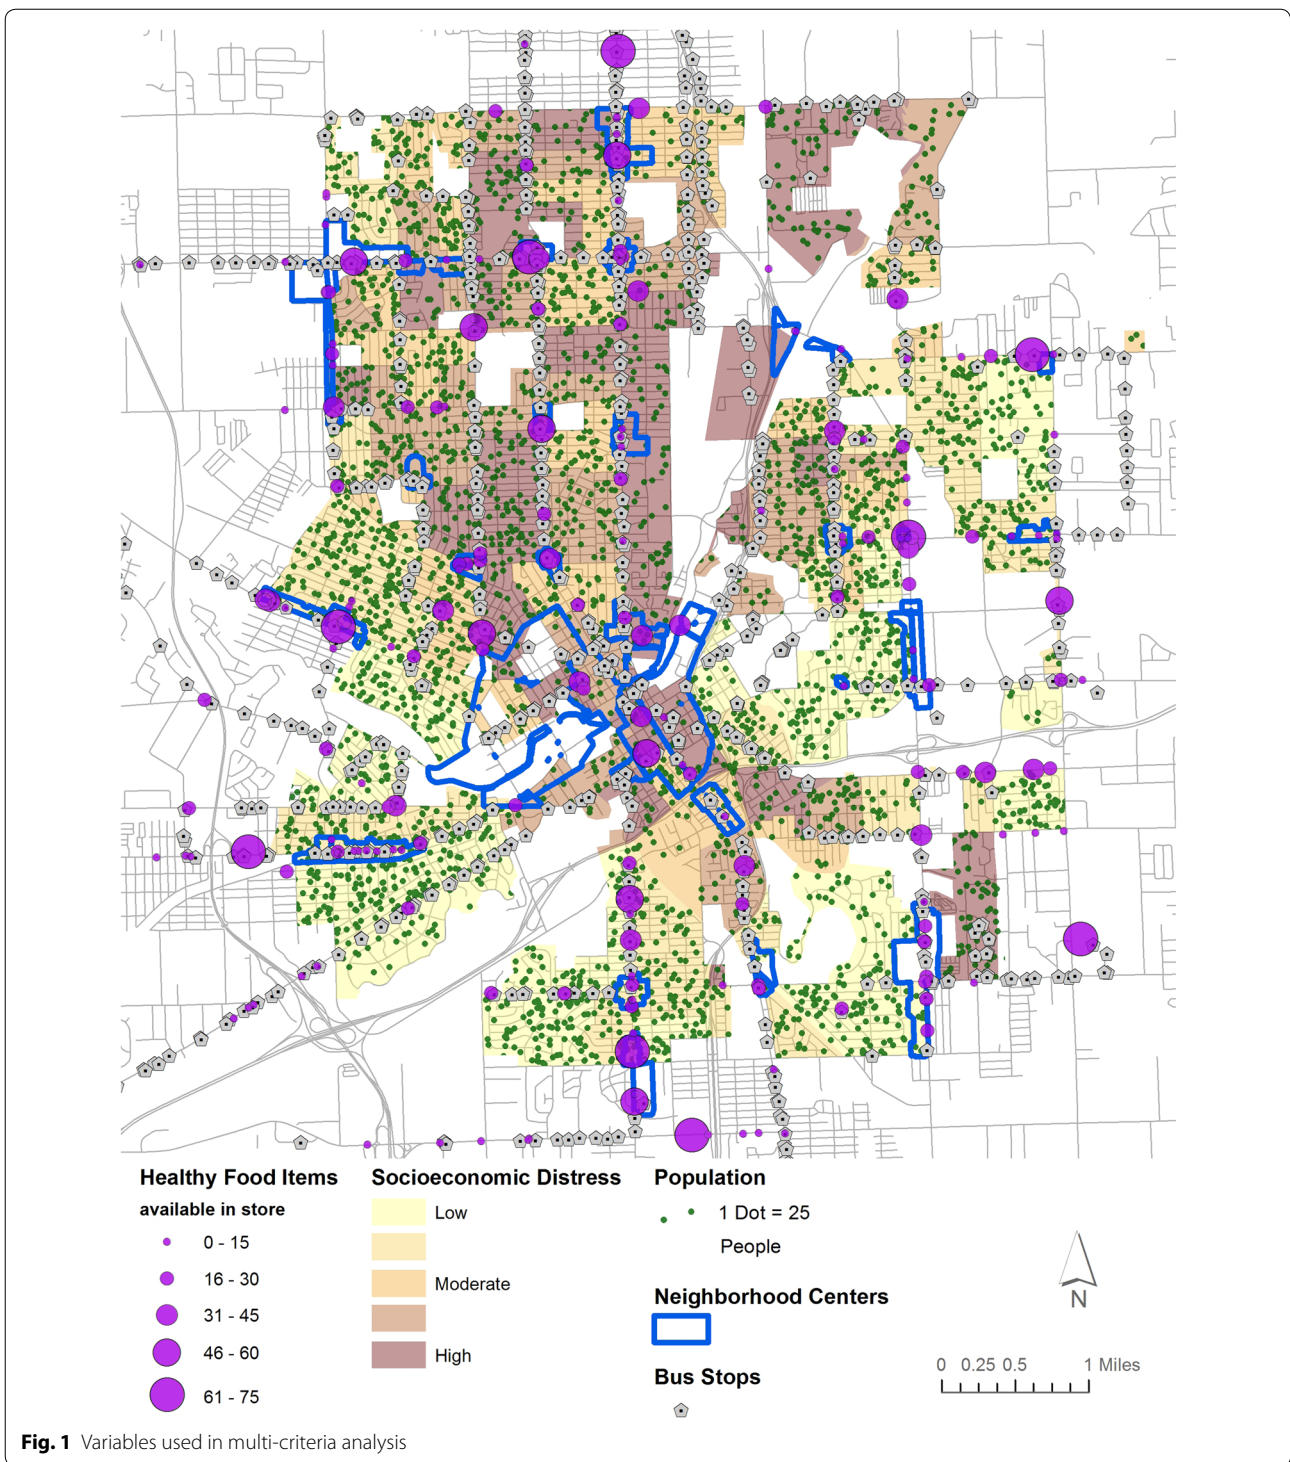 Healthy Food Items
available in store
0 - 15
16 - 30
31 - 45
46 - 60
61 - 75
Socioeconomic Distress
Low
Moderate
High
Population
1 Dot = 25
People
Neighborhood Centers
Bus Stops
N
0 0.25 0.5 1 Miles
Fig. 1 Variables used in multi-criteria analysis